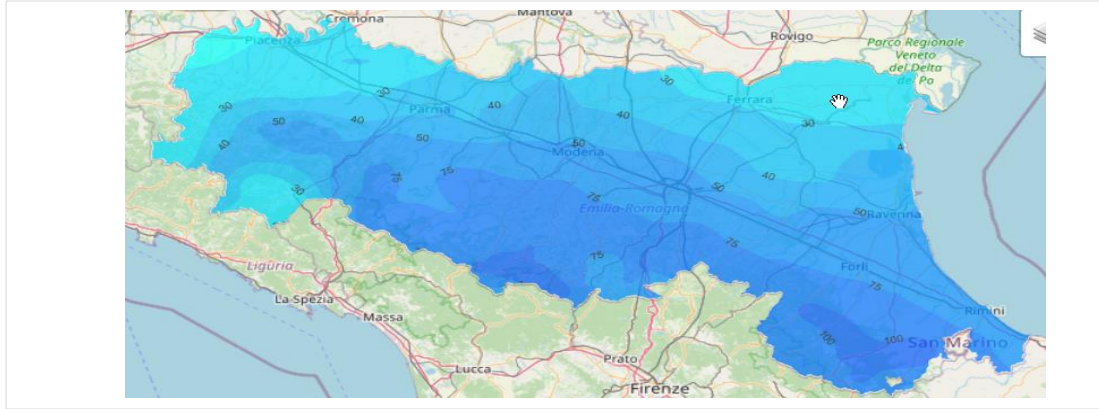 Cremona
Mantova
Piacenza
Rovigo
Parco Regionale
Veneto
del Delta
del Po
30
30
30
Ferrara
40
Parma
50
40
40
30
50
50
4
Modena
40
40
75
75
50
30
75
50
Ravenna
Emilia-Romagna
75
75
Forlì
Liguria
75
La Spezia
Rimini
Massa
100
100
San Marino
Prato
Lucca
Firenze